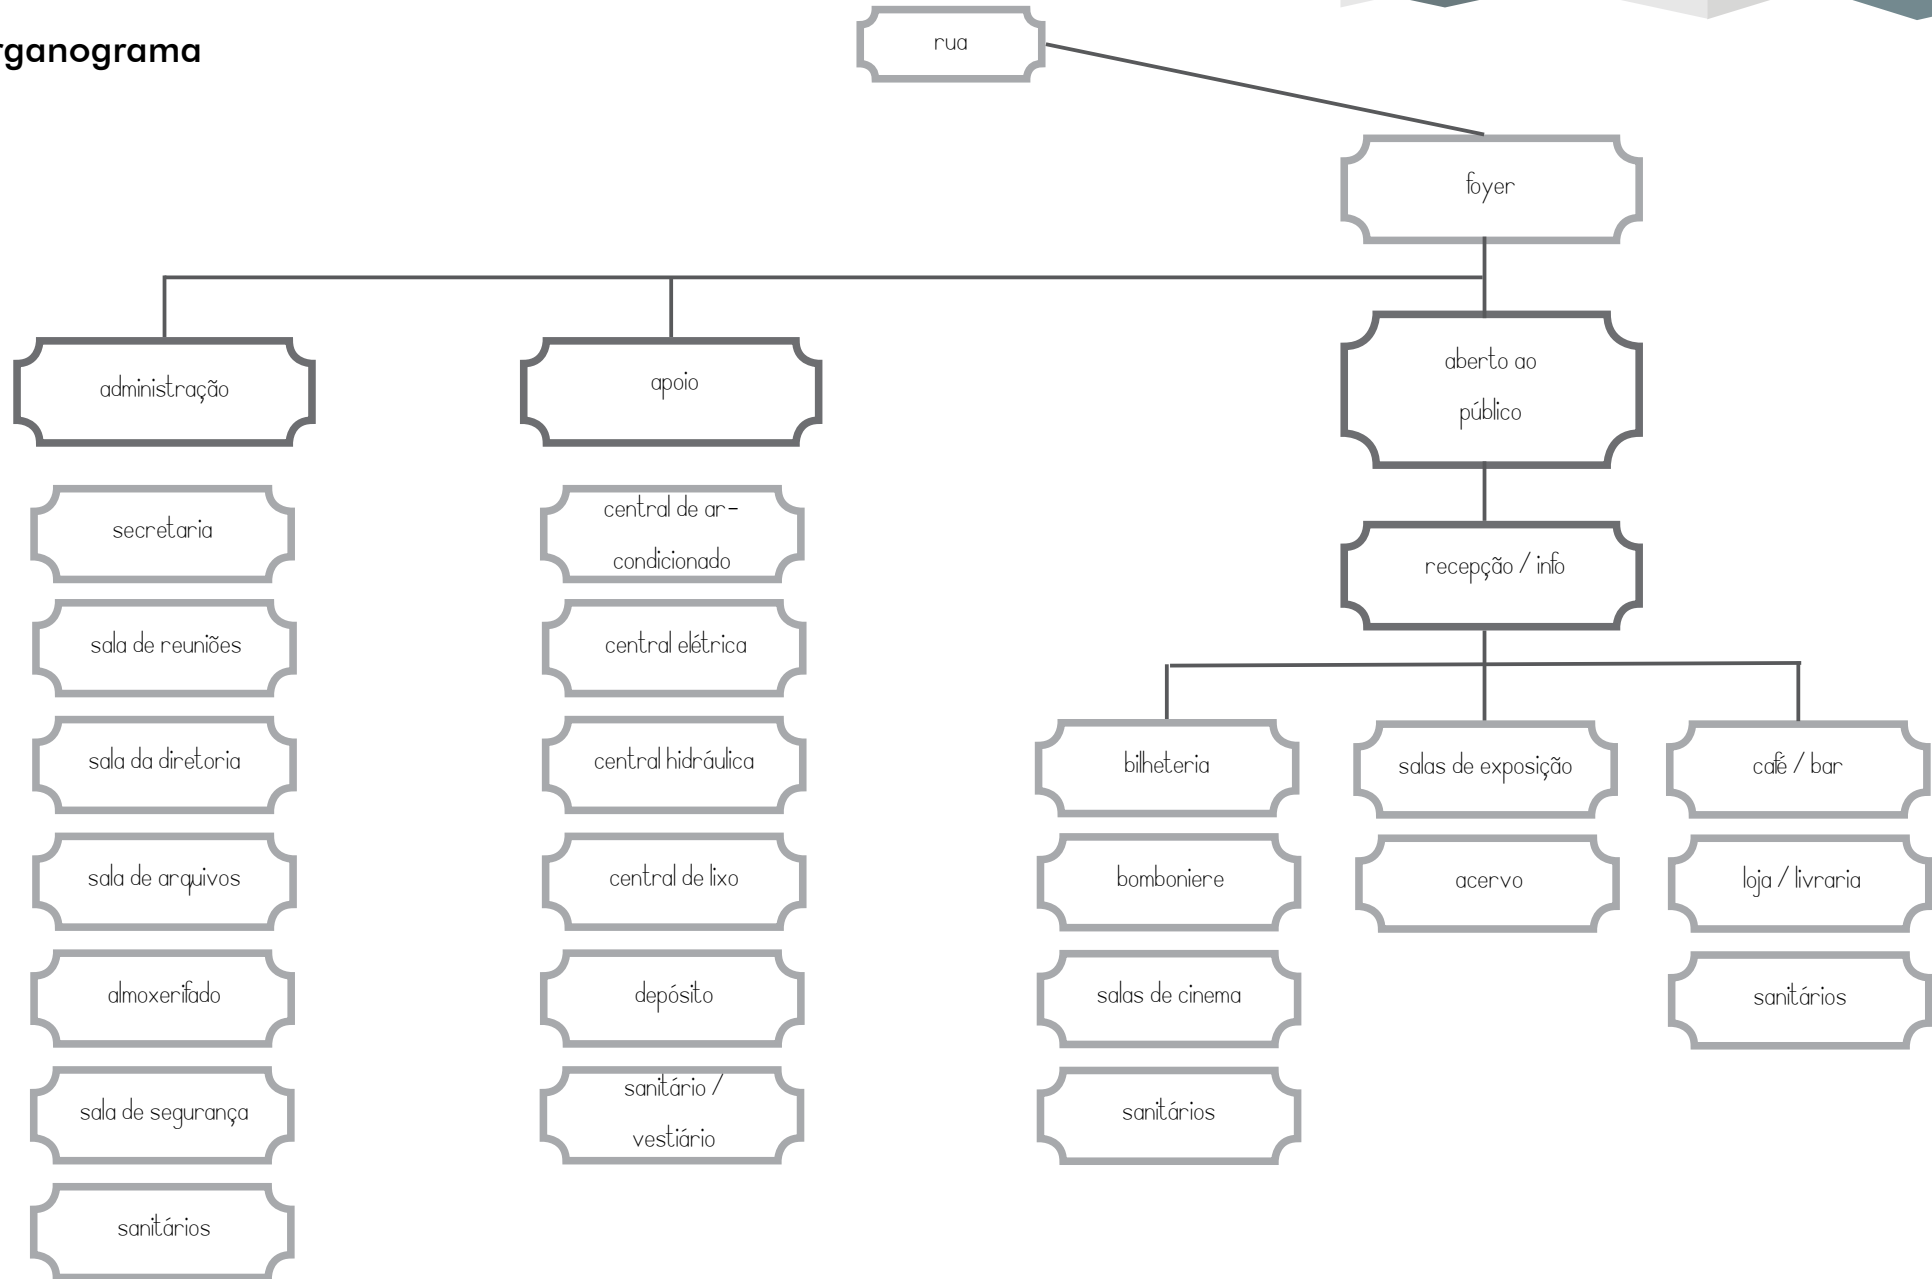 rganograma
rua
foyer
administração
apoio
aberto ao
público
recepção / info
secretaria
sala de reuniões
sala da diretoria
sala de arquivos
almoxerifado
sala de segurança
sanitários
central de ar-
condicionado
central elétrica
central hidráulica
central de lixo
depósito
sanitário /
vestiário
bilheteria
bomboniere
salas de cinema
sanitários
salas de exposição
acervo
café / bar
loja / livraria
sanitários